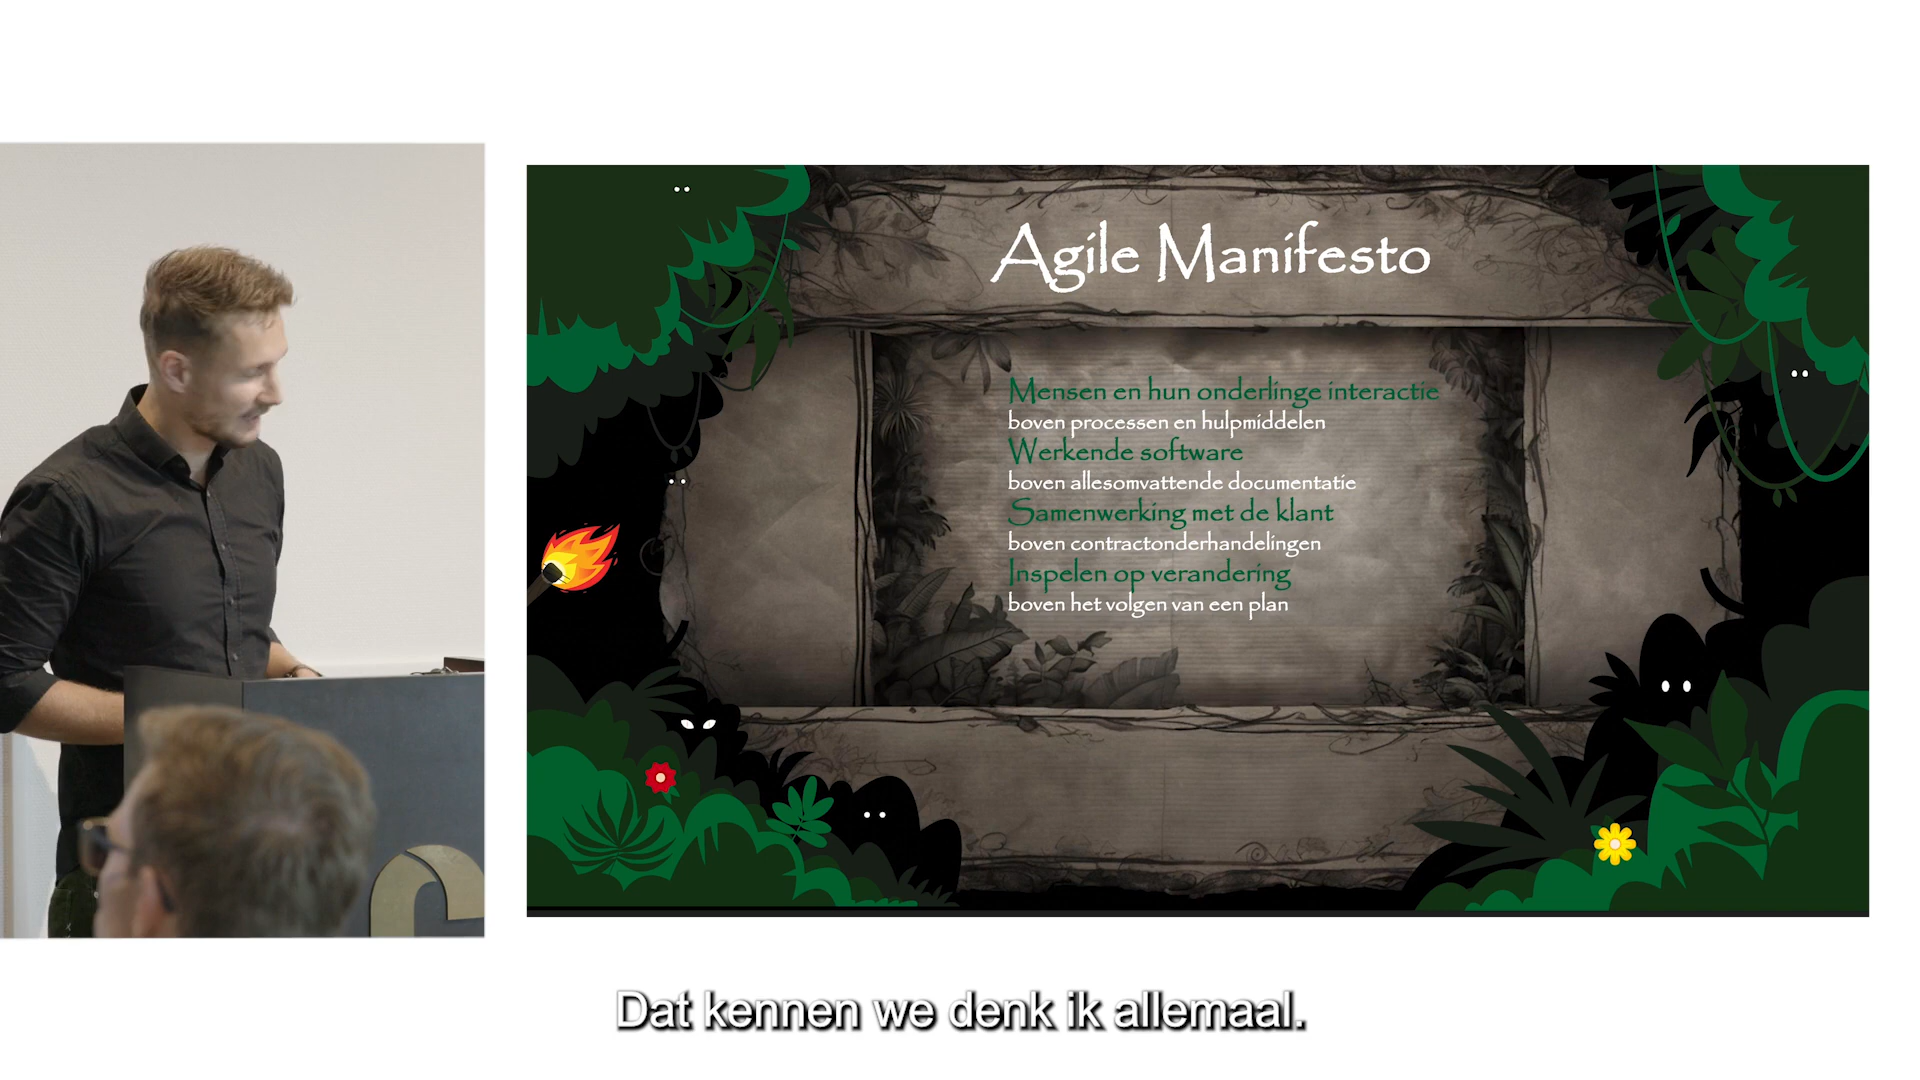 Agile Manifesto
Mensen en hun onderlinge interactie
boven processen en hulpmiddelen
Werkende software
boven allesomvattende documentatie
Samenwerking met de klant
boven contractonderhandelingen
Inspelen op verandering
boven het volgen van een plan
Dat kennen we denk ik allemaal.